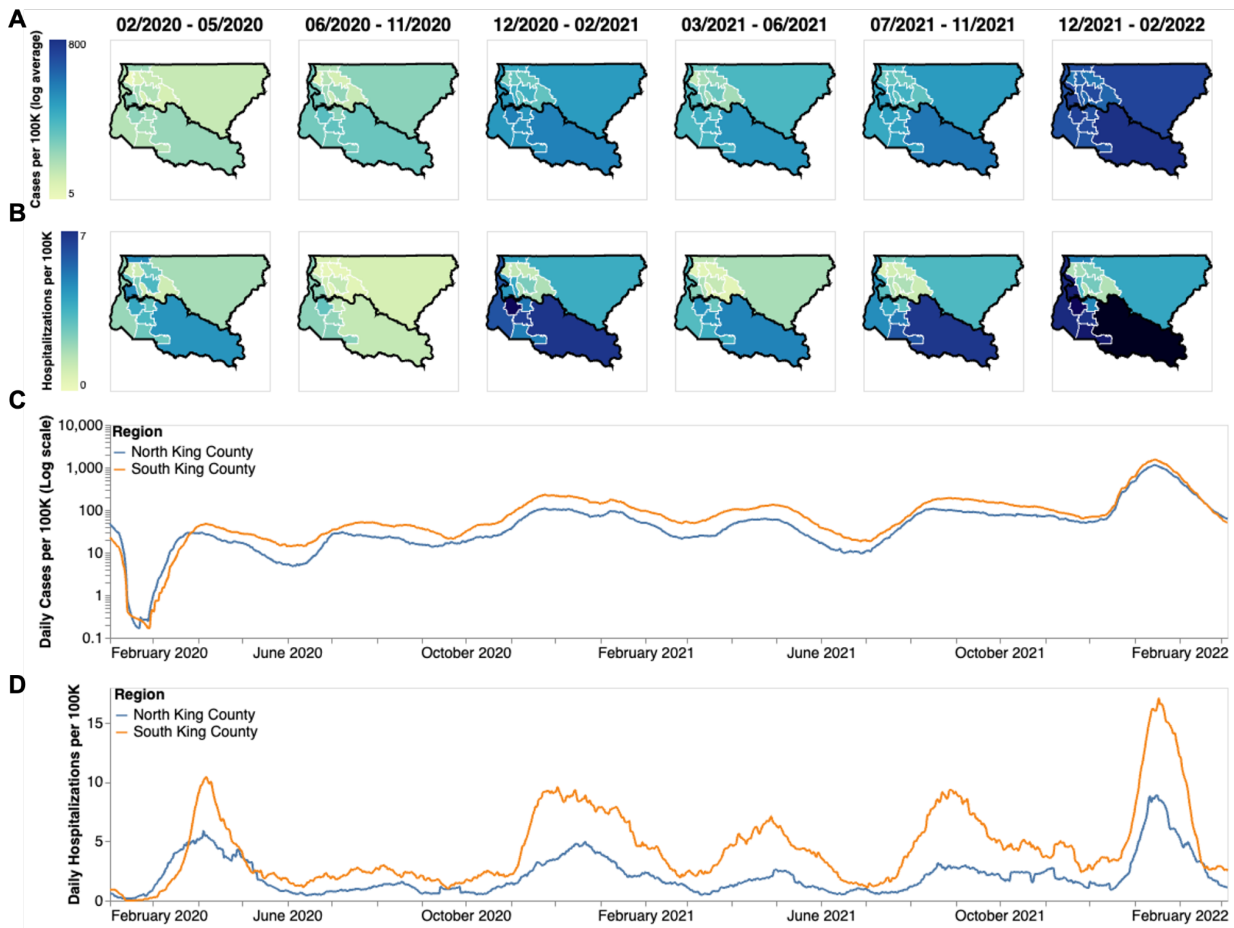 A
02/2020 - 05/2020
06/2020 - 11/2020
12/2020 - 02/2021
03/2021 - 06/2021
07/2021 - 11/2021
12/2021 - 02/2022
Cases per 100K (log average)
800
5
B
Hospitalizations per 100K
7
0
C
Daily Cases per 100K (Log scale)
10,000
1,000
100
10
1
0.1
Region
North King County
South King County
February 2020
June 2020
October 2020
February 2021
June 2021
October 2021
February 2022
D
Daily Hospitalizations per 100K
15
10
5
0
Region
North King County
South King County
February 2020
June 2020
October 2020
February 2021
June 2021
October 2021
February 2022